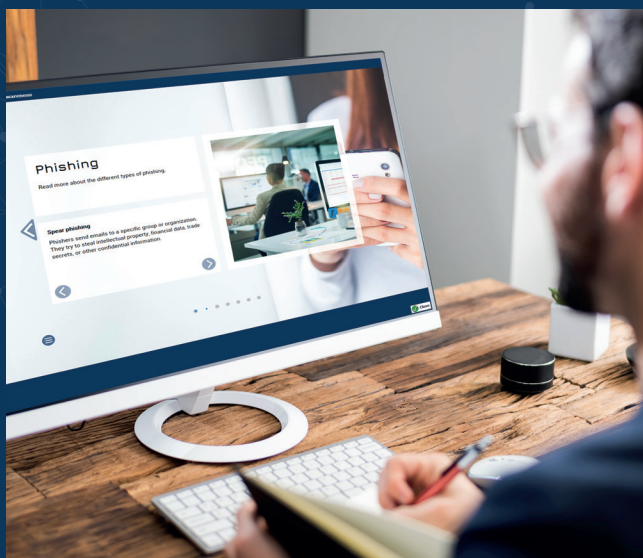 Phishing
Read more about the different types of phishing.
Spear phishing
Phishers send emails to a specific group or organization.
They try to steal intellectual property, financial data, trade
secrets, or other confidential information.